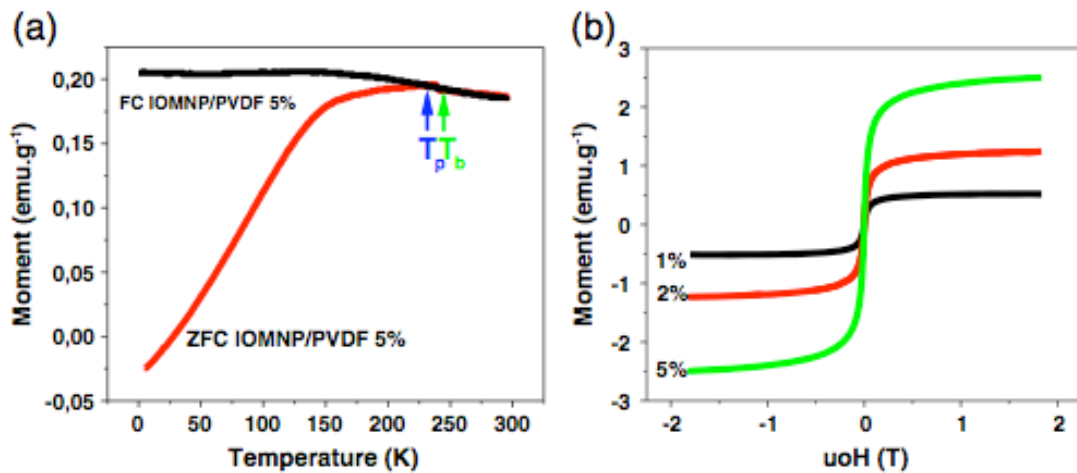 (a)
0,20
0,15
0,10
0,05
0,00
-0,05
Moment (emu.g⁻¹)
FC IOMNP/PVDF 5%
Tp Tb
ZFC IOMNP/PVDF 5%
0 50 100 150 200 250 300
Temperature (K)
(b)
3
2
1
0
-1
-2
-3
Moment (emu.g⁻¹)
1%
2%
5%
-2 -1 0 1 2
uoH (T)